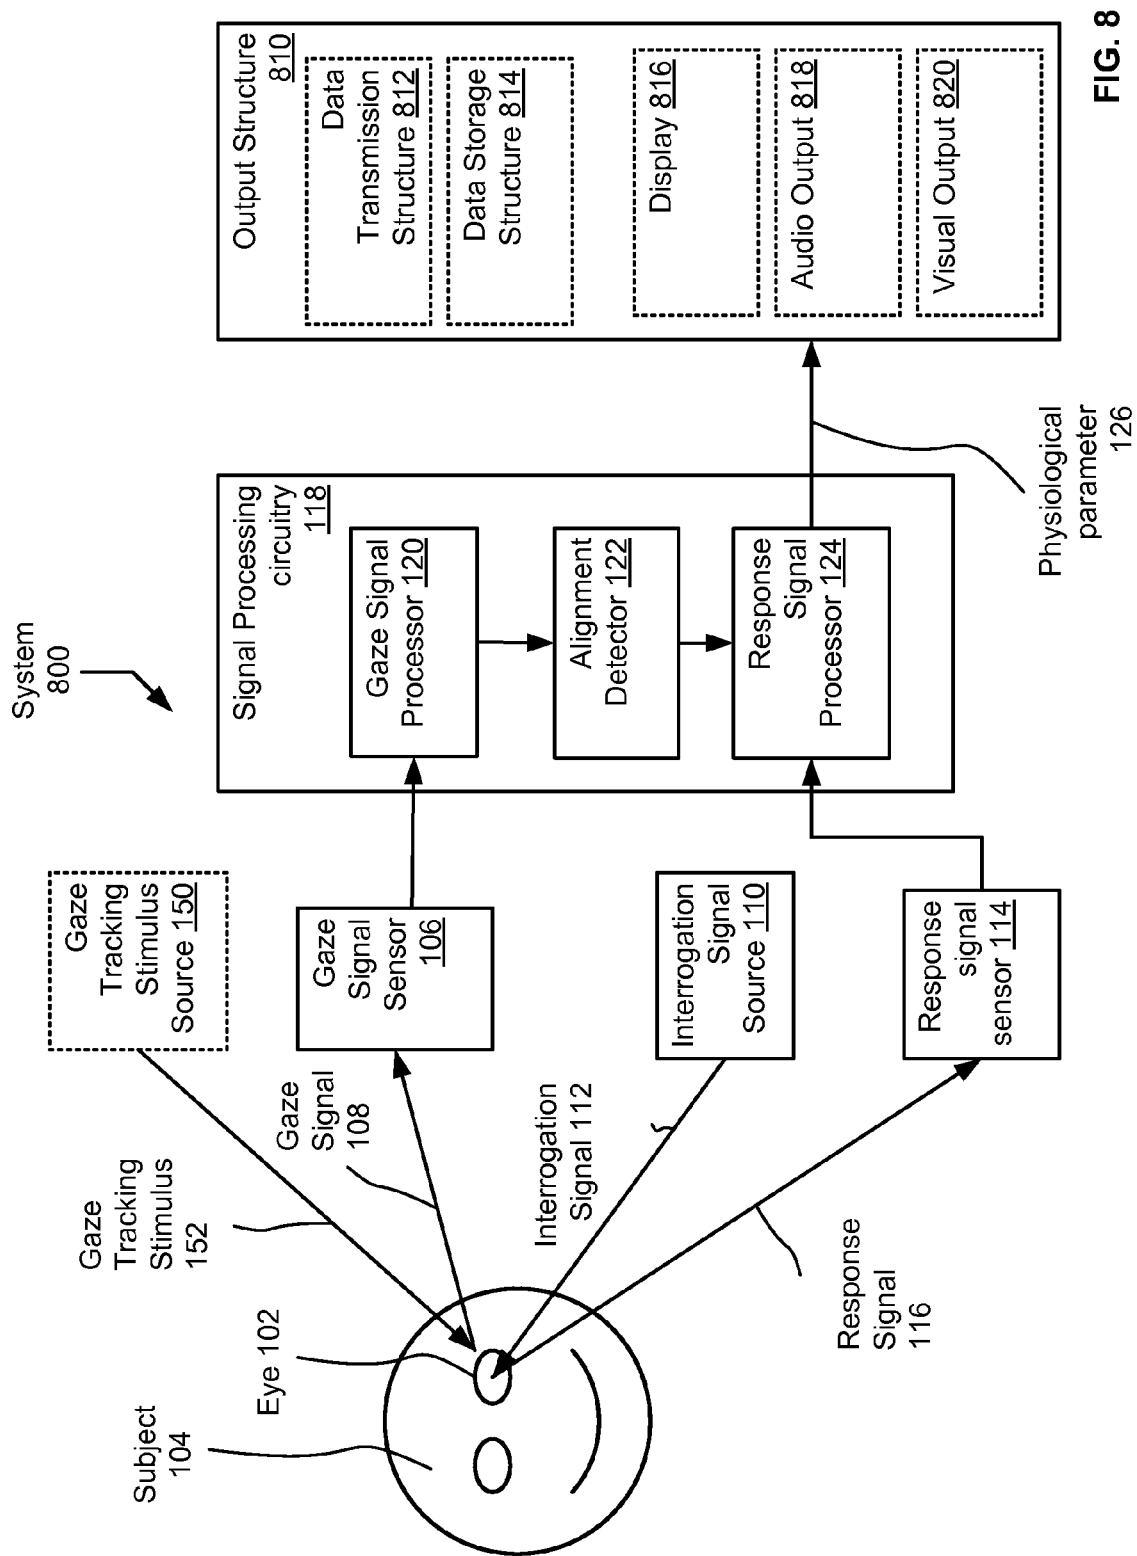 System
800
Gaze
Tracking
Stimulus
Source 150
Gaze
Tracking
Stimulus
152
Gaze
Signal
Sensor
106
Gaze
Signal
108
Subject
104
Eye 102
Interrogation
Signal 112
Interrogation
Signal
Source 110
Response
Signal
116
Response
signal
sensor 114
Signal Processing
circuitry
118
Gaze Signal
Processor 120
Alignment
Detector 122
Response
Signal
Processor 124
Physiological
parameter
126
Output Structure
810
Data
Transmission
Structure 812
Data Storage
Structure 814
Display 816
Audio Output 818
Visual Output 820
FIG. 8